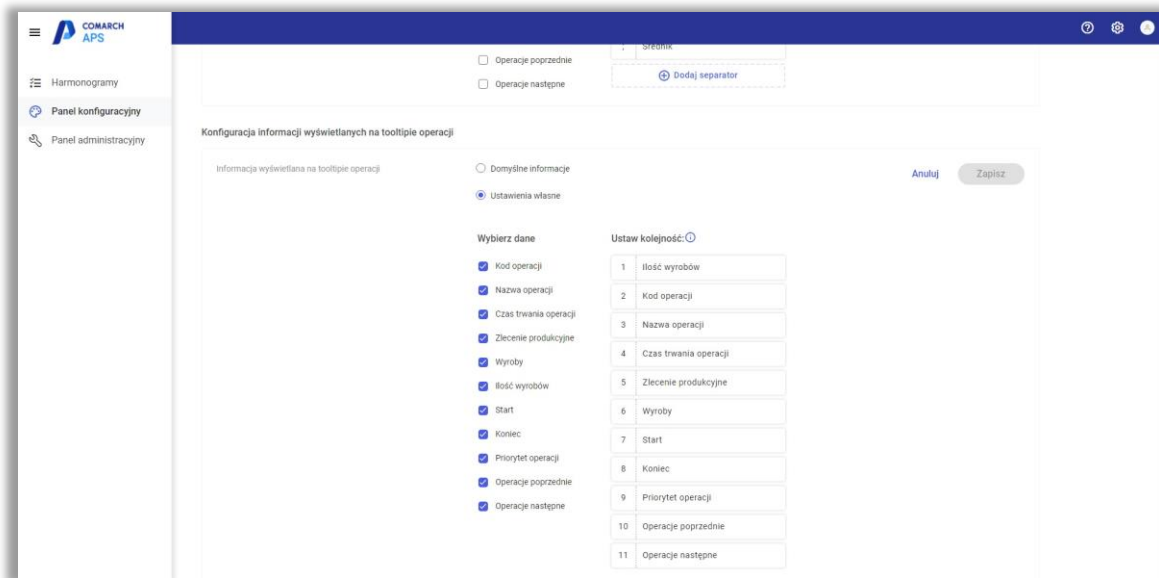 COMARCH
APS
Harmonogramy
Panel konfiguracyjny
Panel administracyjny
Operacje poprzednie
Operacje następne
; Średnik
Dodaj separator
Konfiguracja informacji wyświetlanych na tooltipie operacji
Informacja wyświetlana na tooltipie operacji
Domyślne informacje
Ustawienia własne
Anuluj
Zapisz
Wybierz dane
Kod operacji
Nazwa operacji
Czas trwania operacji
Zlecenie produkcyjne
Wyroby
Ilość wyrobów
Start
Koniec
Priorytet operacji
Operacje poprzednie
Operacje następne
Ustaw kolejność:
1 Ilość wyrobów
2 Kod operacji
3 Nazwa operacji
4 Czas trwania operacji
5 Zlecenie produkcyjne
6 Wyroby
7 Start
8 Koniec
9 Priorytet operacji
10 Operacje poprzednie
11 Operacje następne